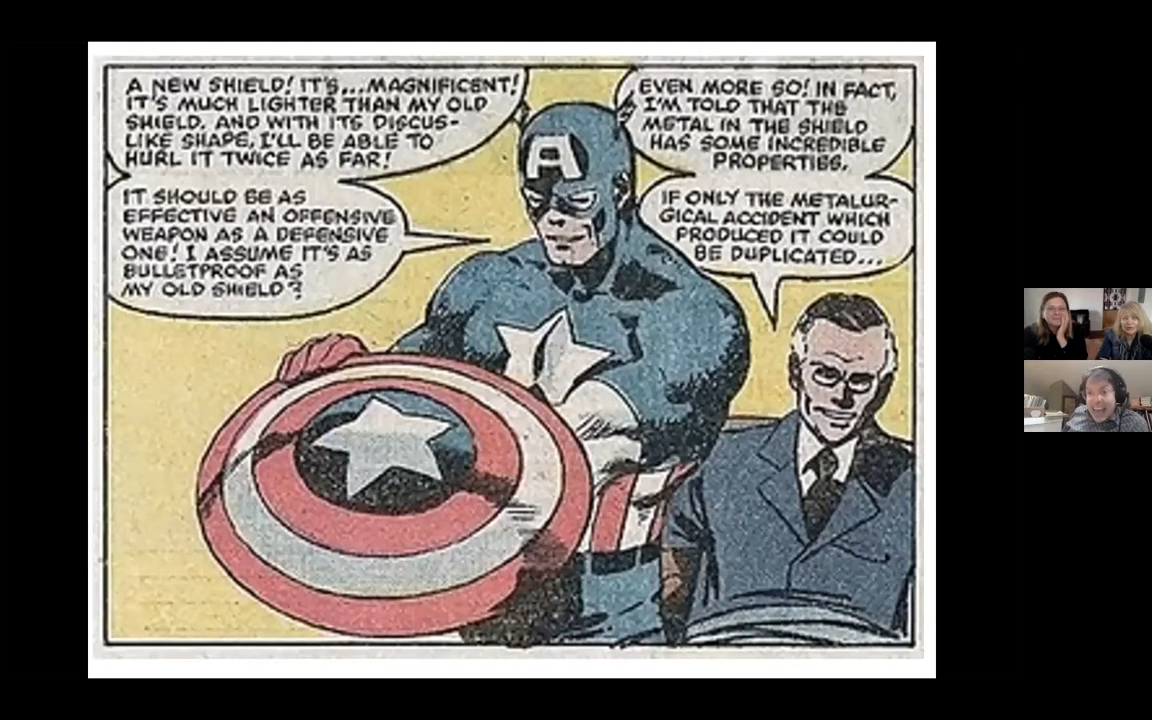 A NEW SHIELD! IT'S...MAGNIFICENT!
IT'S MUCH LIGHTER THAN MY OLD
SHIELD. AND WITH ITS DISCUS-
LIKE SHAPE, I'LL BE ABLE TO
HURL IT TWICE AS FAR!
IT SHOULD BE AS
EFFECTIVE AN OFFENSIVE
WEAPON AS A DEFENSIVE
ONE! I ASSUME IT'S AS
BULLETPROOF AS
MY OLD SHIELD?
A
EVEN MORE SO! IN FACT,
I'M TOLD THAT THE
METAL IN THE SHIELD
HAS SOME INCREDIBLE
PROPERTIES.
IF ONLY THE METALUR-
GICAL ACCIDENT WHICH
PRODUCED IT COULD
BE DUPLICATED...